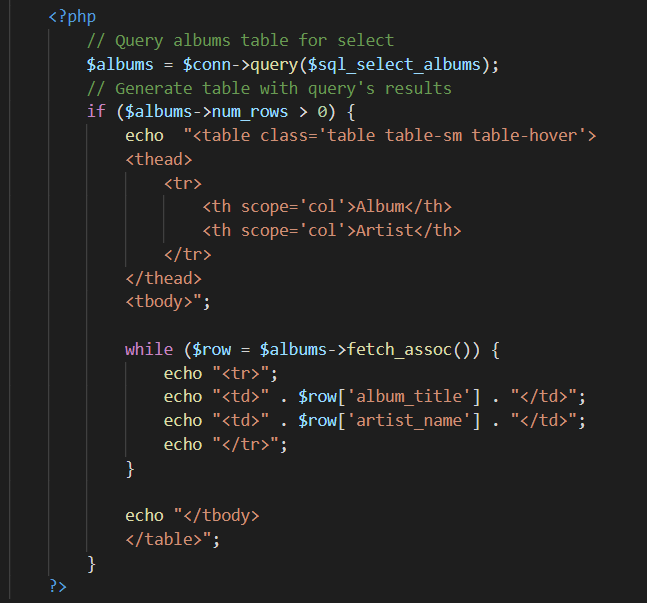 <?php
// Query albums table for select
$albums = $conn->query($sql_select_albums);
// Generate table with query's results
if ($albums->num_rows > 0) {
echo  "<table class='table table-sm table-hover'>
<thead>
<tr>
<th scope='col'>Album</th>
<th scope='col'>Artist</th>
</tr>
</thead>
<tbody>";
while ($row = $albums->fetch_assoc()) {
echo "<tr>";
echo "<td>" . $row['album_title'] . "</td>";
echo "<td>" . $row['artist_name'] . "</td>";
echo "</tr>";
}
echo "</tbody>
</table>";
}
?>